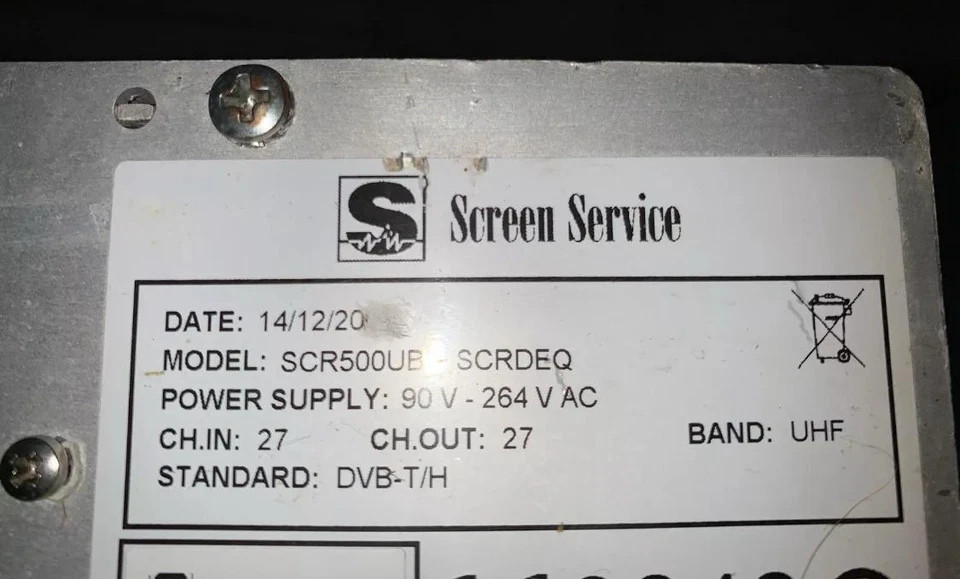 Screen Service
DATE: 14/12/20
MODEL: SCR500UB - SCRDEQ
POWER SUPPLY: 90 V - 264 V AC
CH.IN: 27 CH.OUT: 27 BAND: UHF
STANDARD: DVB-T/H